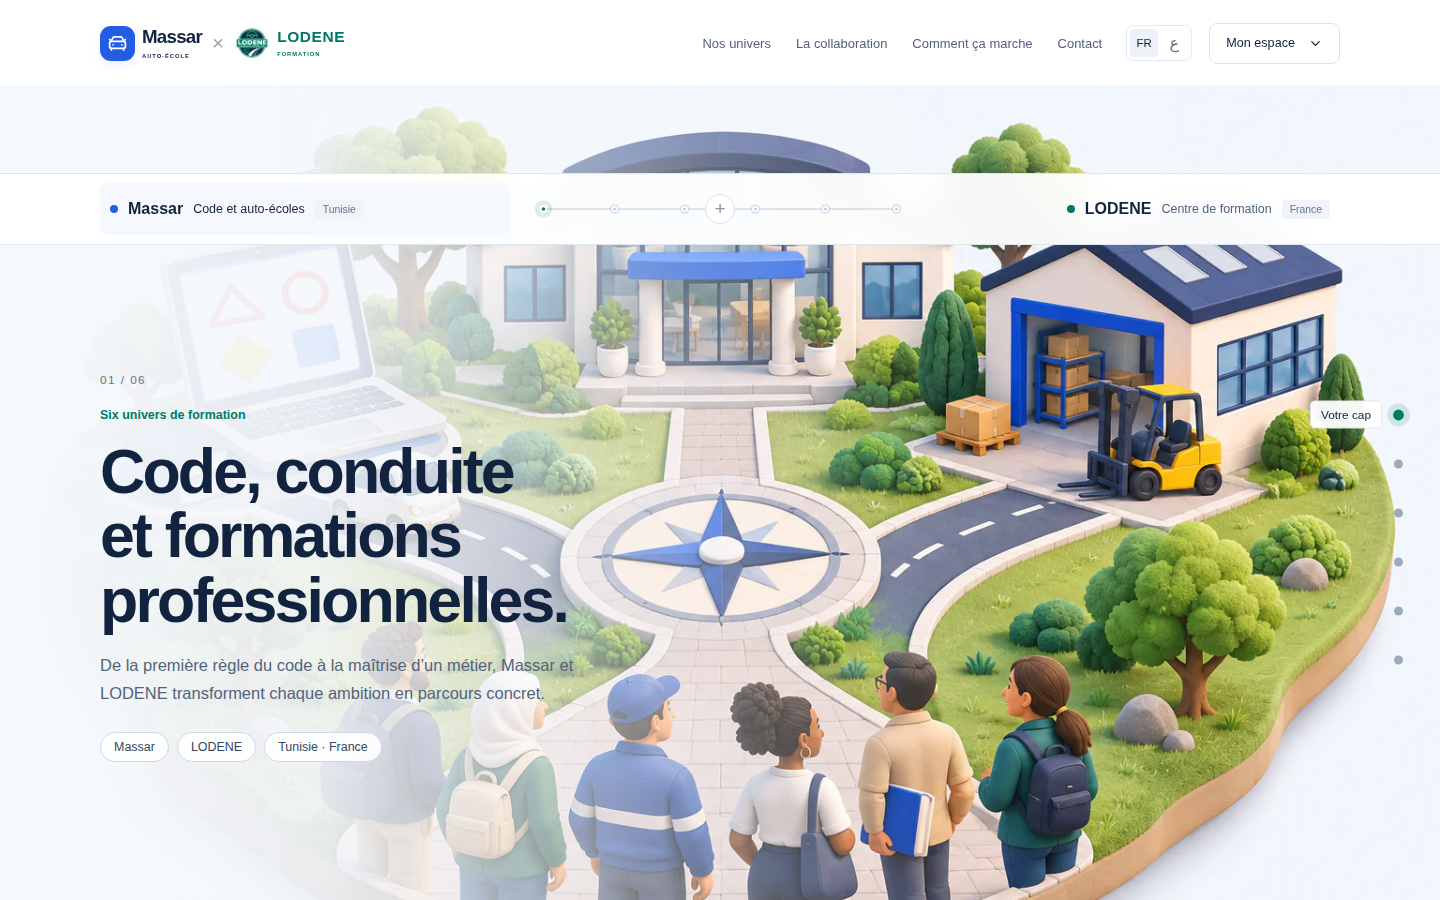 Massar
AUTO-ÉCOLE
×
LODENE
LODENE
FORMATION
Nos univers
La collaboration
Comment ça marche
Contact
FR
ع
Mon espace
Massar Code et auto-écoles Tunisie
+
LODENE Centre de formation France
01 / 06
Votre cap
Six univers de formation
Code, conduite
et formations
professionnelles.
De la première règle du code à la maîtrise d’un métier, Massar et
LODENE transforment chaque ambition en parcours concret.
Massar
LODENE
Tunisie · France